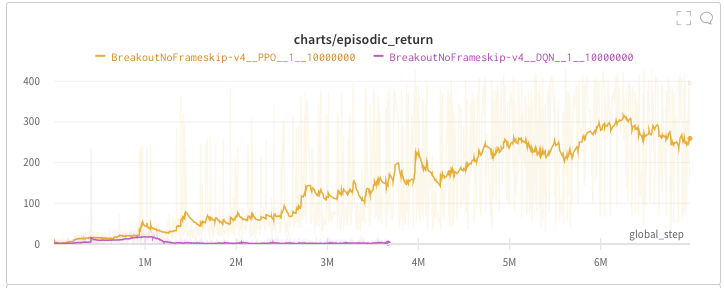 charts/episodic_return
BreakoutNoFrameskip-v4__PPO__1__10000000 BreakoutNoFrameskip-v4__DQN__1__10000000
400
300
200
100
0
global_step
1M 2M 3M 4M 5M 6M